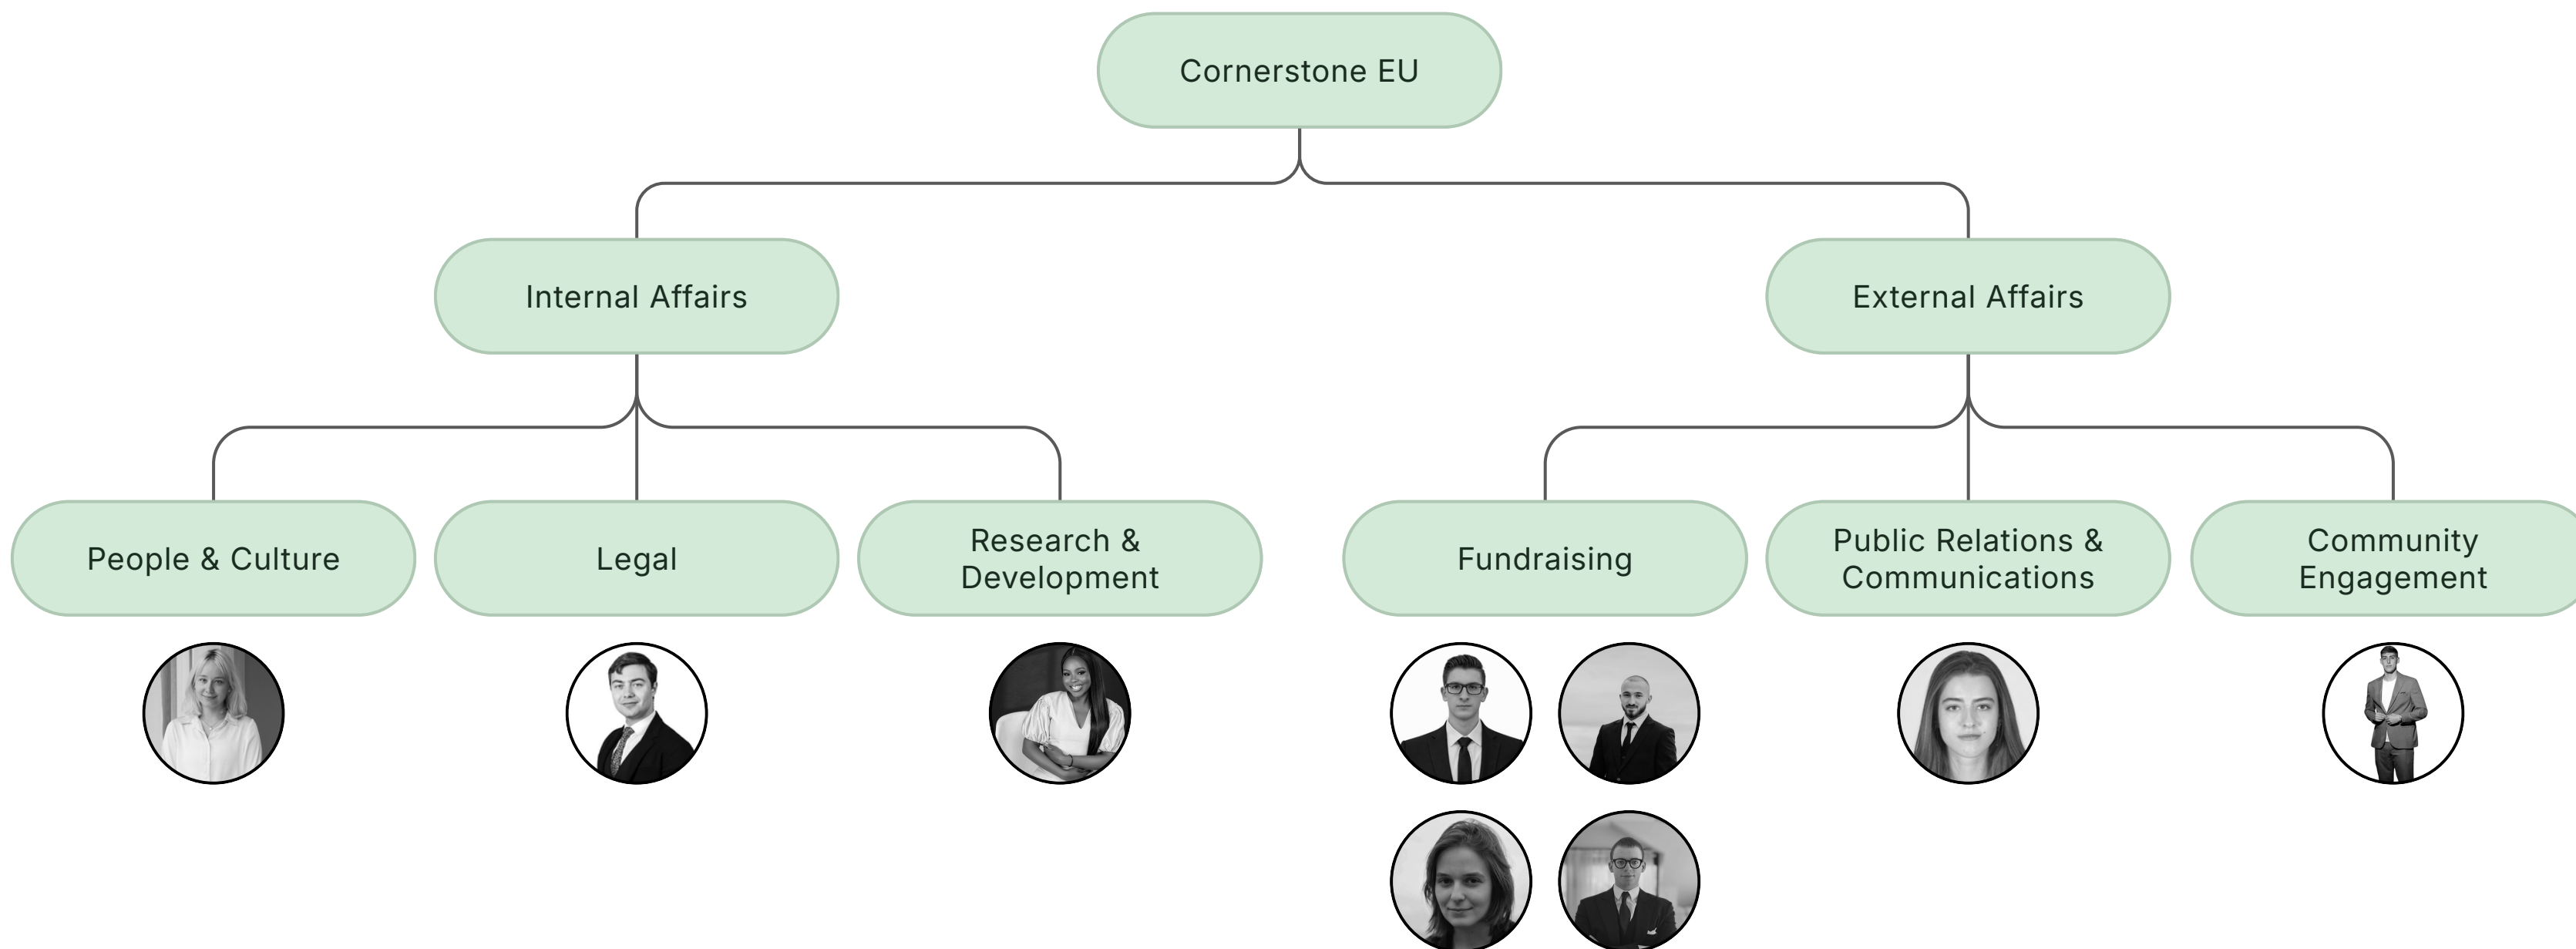 Cornerstone EU
Internal Affairs
External Affairs
People & Culture
Legal
Research &
Development
Fundraising
Public Relations &
Communications
Community
Engagement